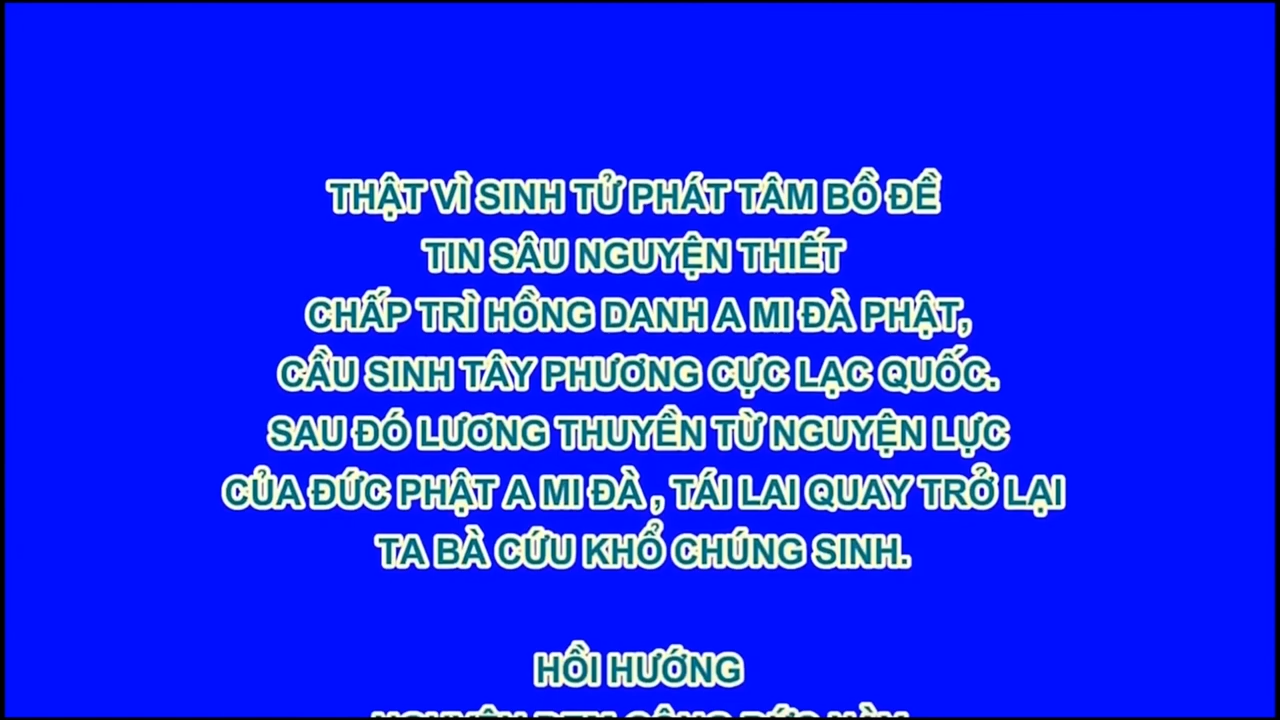 THẬT VÌ SINH TỬ PHÁT TÂM BỒ ĐỀ
TIN SÂU NGUYỆN THIẾT
CHẤP TRÌ HỒNG DANH A MI ĐÀ PHẬT,
CẦU SINH TÂY PHƯƠNG CỰC LẠC QUỐC.
SAU ĐÓ LƯƠNG THUYỀN TỪ NGUYỆN LỰC
CỦA ĐỨC PHẬT A MI ĐÀ , TÁI LAI QUAY TRỞ LẠI
TA BÀ CỨU KHỔ CHÚNG SINH.
HỒI HƯỚNG